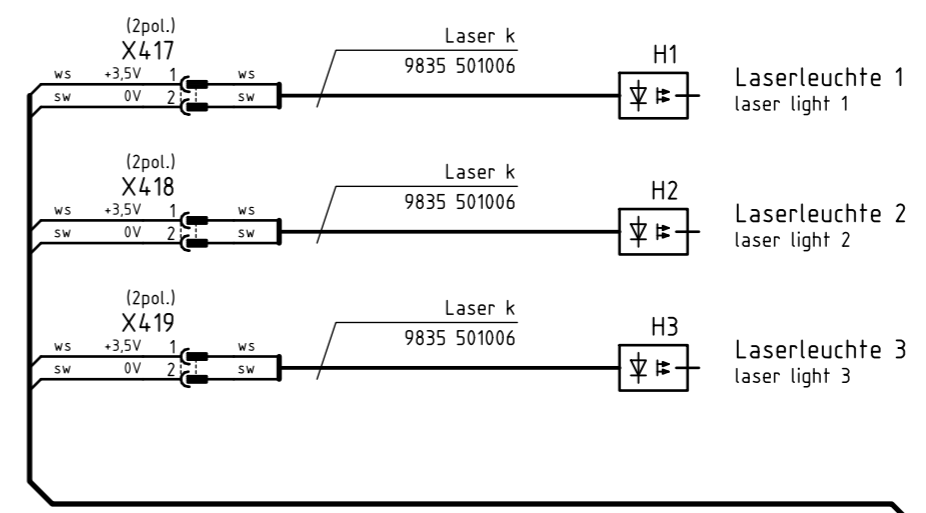 (2pol.)
X417
Laser k
9835 501006
H1
ws +3,5V 1 ws
sw 0V 2 sw
Laserleuchte 1
laser light 1
(2pol.)
X418
Laser k
9835 501006
H2
ws +3,5V 1 ws
sw 0V 2 sw
Laserleuchte 2
laser light 2
(2pol.)
X419
Laser k
9835 501006
H3
ws +3,5V 1 ws
sw 0V 2 sw
Laserleuchte 3
laser light 3